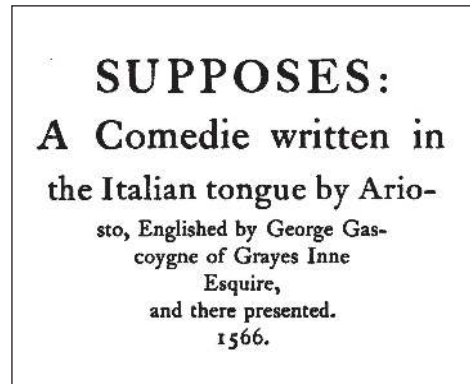 SUPPOSES:
A Comedie written in
the Italian tongue by Ario-
sto, Englished by George Gas-
coygne of Grayes Inne
Esquire,
and there presented.
1566.